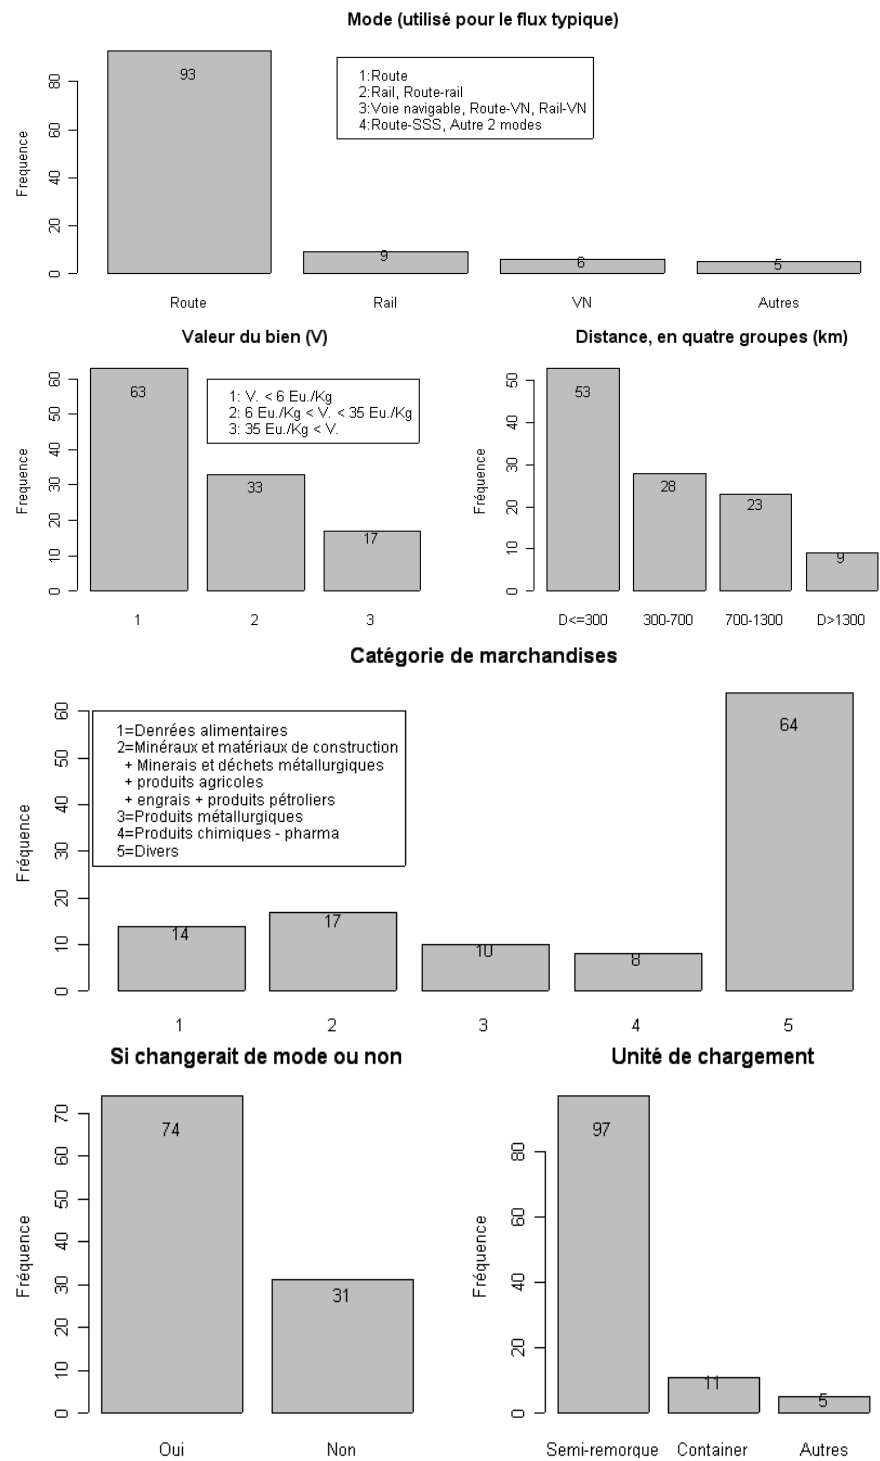 Mode (utilisé pour le flux typique)
Frequence
0 20 40 60 80
93
9
6
5
1:Route
2:Rail, Route-rail
3:Voie navigable, Route-VN, Rail-VN
4:Route-SSS, Autre 2 modes
Route Rail VN Autres
Valeur du bien (V)
Frequence
0 10 20 30 40 50 60
63
33
17
1: V. < 6 Eu./Kg
2: 6 Eu./Kg < V. < 35 Eu./Kg
3: 35 Eu./Kg < V.
1 2 3
Distance, en quatre groupes (km)
Fréquence
0 10 20 30 40 50
53
28
23
9
D<=300 300-700 700-1300 D>1300
Catégorie de marchandises
Fréquence
0 10 20 30 40 50 60
1=Denrées alimentaires
2=Minéraux et matériaux de construction
+ Minerais et déchets métallurgiques
+ produits agricoles
+ engrais + produits pétroliers
3=Produits métallurgiques
4=Produits chimiques - pharma
5=Divers
14
17
10
8
64
1 2 3 4 5
Si changerait de mode ou non
Fréquence
0 10 20 30 40 50 60 70
74
31
Oui Non
Unité de chargement
Fréquence
0 20 40 60 80
97
11
5
Semi-remorque Container Autres